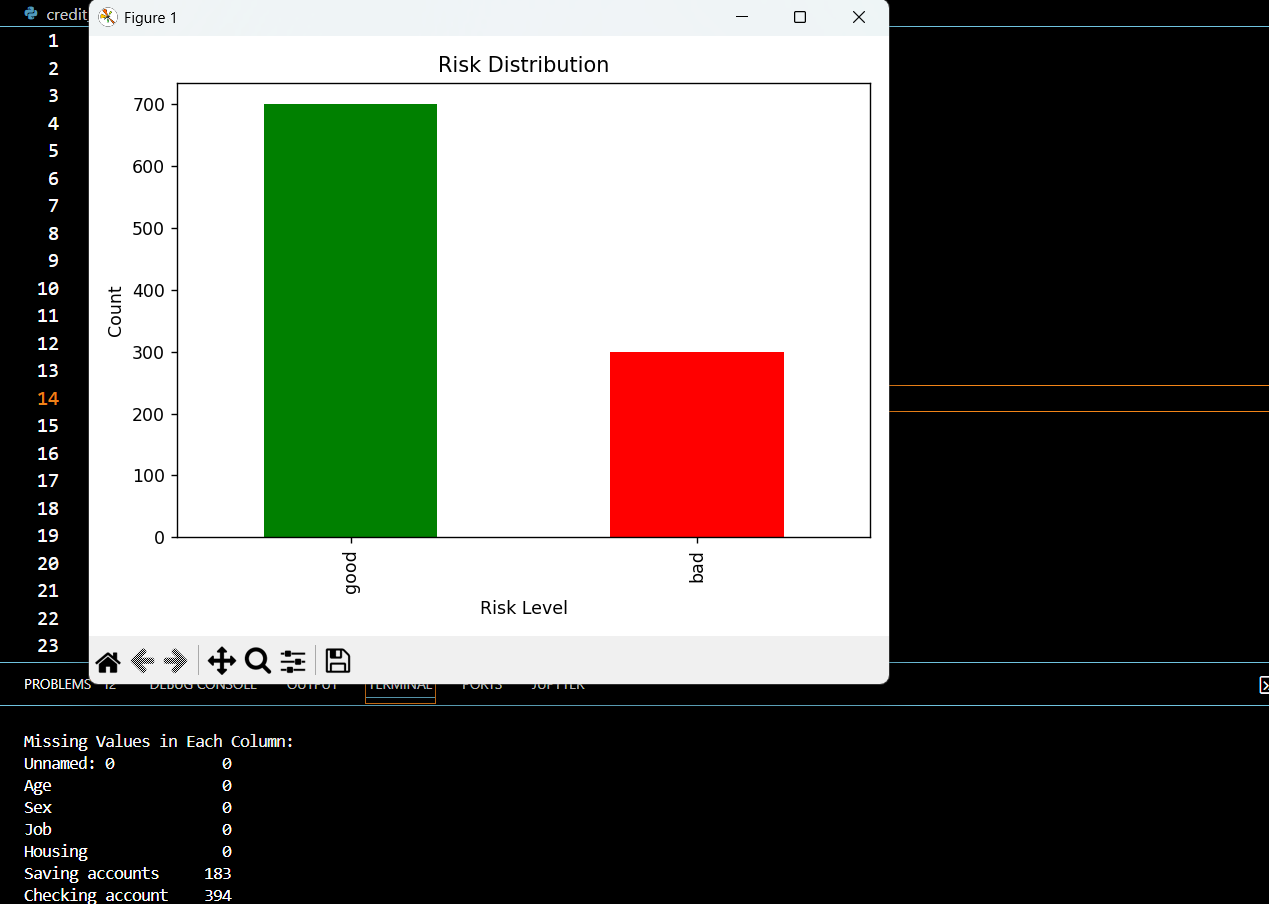 credit_
Figure 1
1
2
3
4
5
6
7
8
9
10
11
12
13
14
15
16
17
18
19
20
21
22
23
Risk Distribution
700
600
500
400
300
200
100
0
Count
good
bad
Risk Level
PROBLEMS 12 DEBUG CONSOLE OUTPUT TERMINAL PORTS JUPYTER
Missing Values in Each Column:
Unnamed: 0 0
Age 0
Sex 0
Job 0
Housing 0
Saving accounts 183
Checking account 394